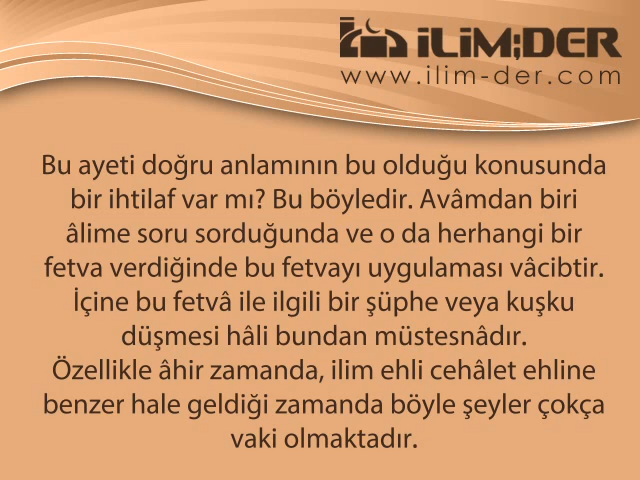 iLiM;DER
www.ilim-der.com
Bu ayeti doğru anlamının bu olduğu konusunda
bir ihtilaf var mı? Bu böyledir. Avâmdan biri
âlime soru sorduğunda ve o da herhangi bir
fetva verdiğinde bu fetvayı uygulaması vâcibtir.
İçine bu fetvâ ile ilgili bir şüphe veya kuşku
düşmesi hâli bundan müstesnâdır.
Özellikle âhir zamanda, ilim ehli cehâlet ehline
benzer hale geldiği zamanda böyle şeyler çokça
vaki olmaktadır.